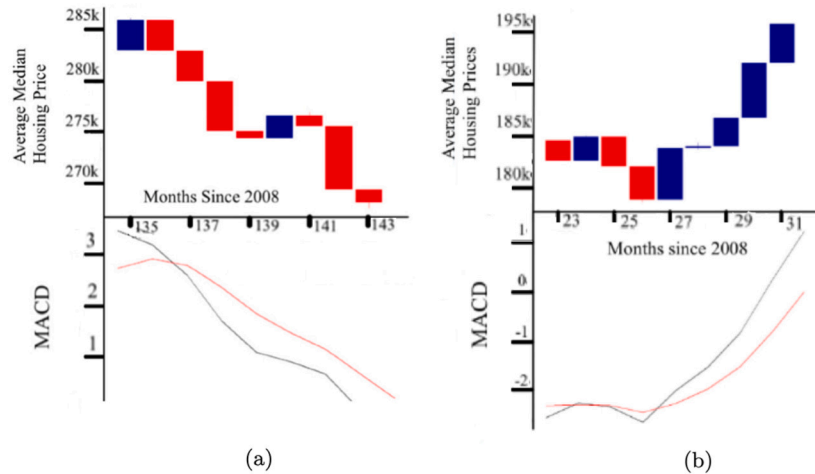 285k
280k
275k
270k
Average Median
Housing Price
Months Since 2008
135
137
139
141
143
3
2
1
MACD
(a)
195k
190k
185k
180k
Average Median
Housing Prices
23
25
27
29
31
Months since 2008
1
0
-1
-2
MACD
(b)